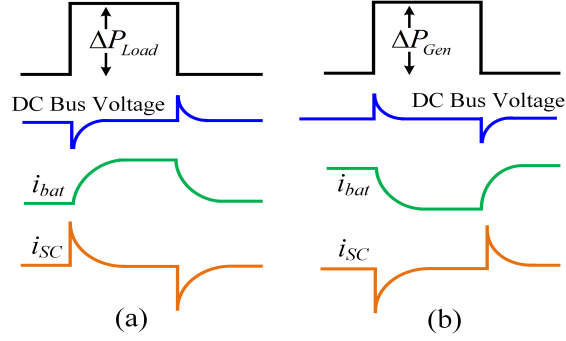 ΔP_Load
DC Bus Voltage
i_bat
i_SC
(a)
ΔP_Gen
DC Bus Voltage
i_bat
i_SC
(b)